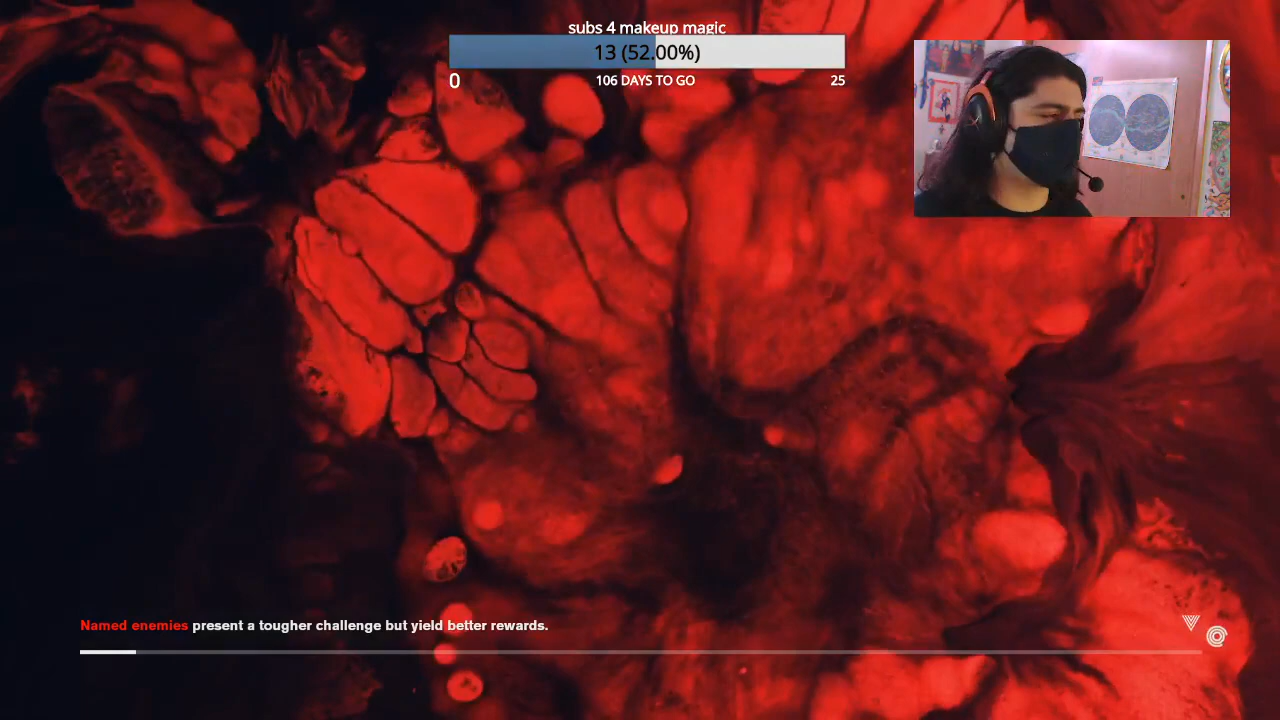 subs 4 makeup magic
13 (52.00%)
0 106 DAYS TO GO 25
Named enemies present a tougher challenge but yield better rewards.